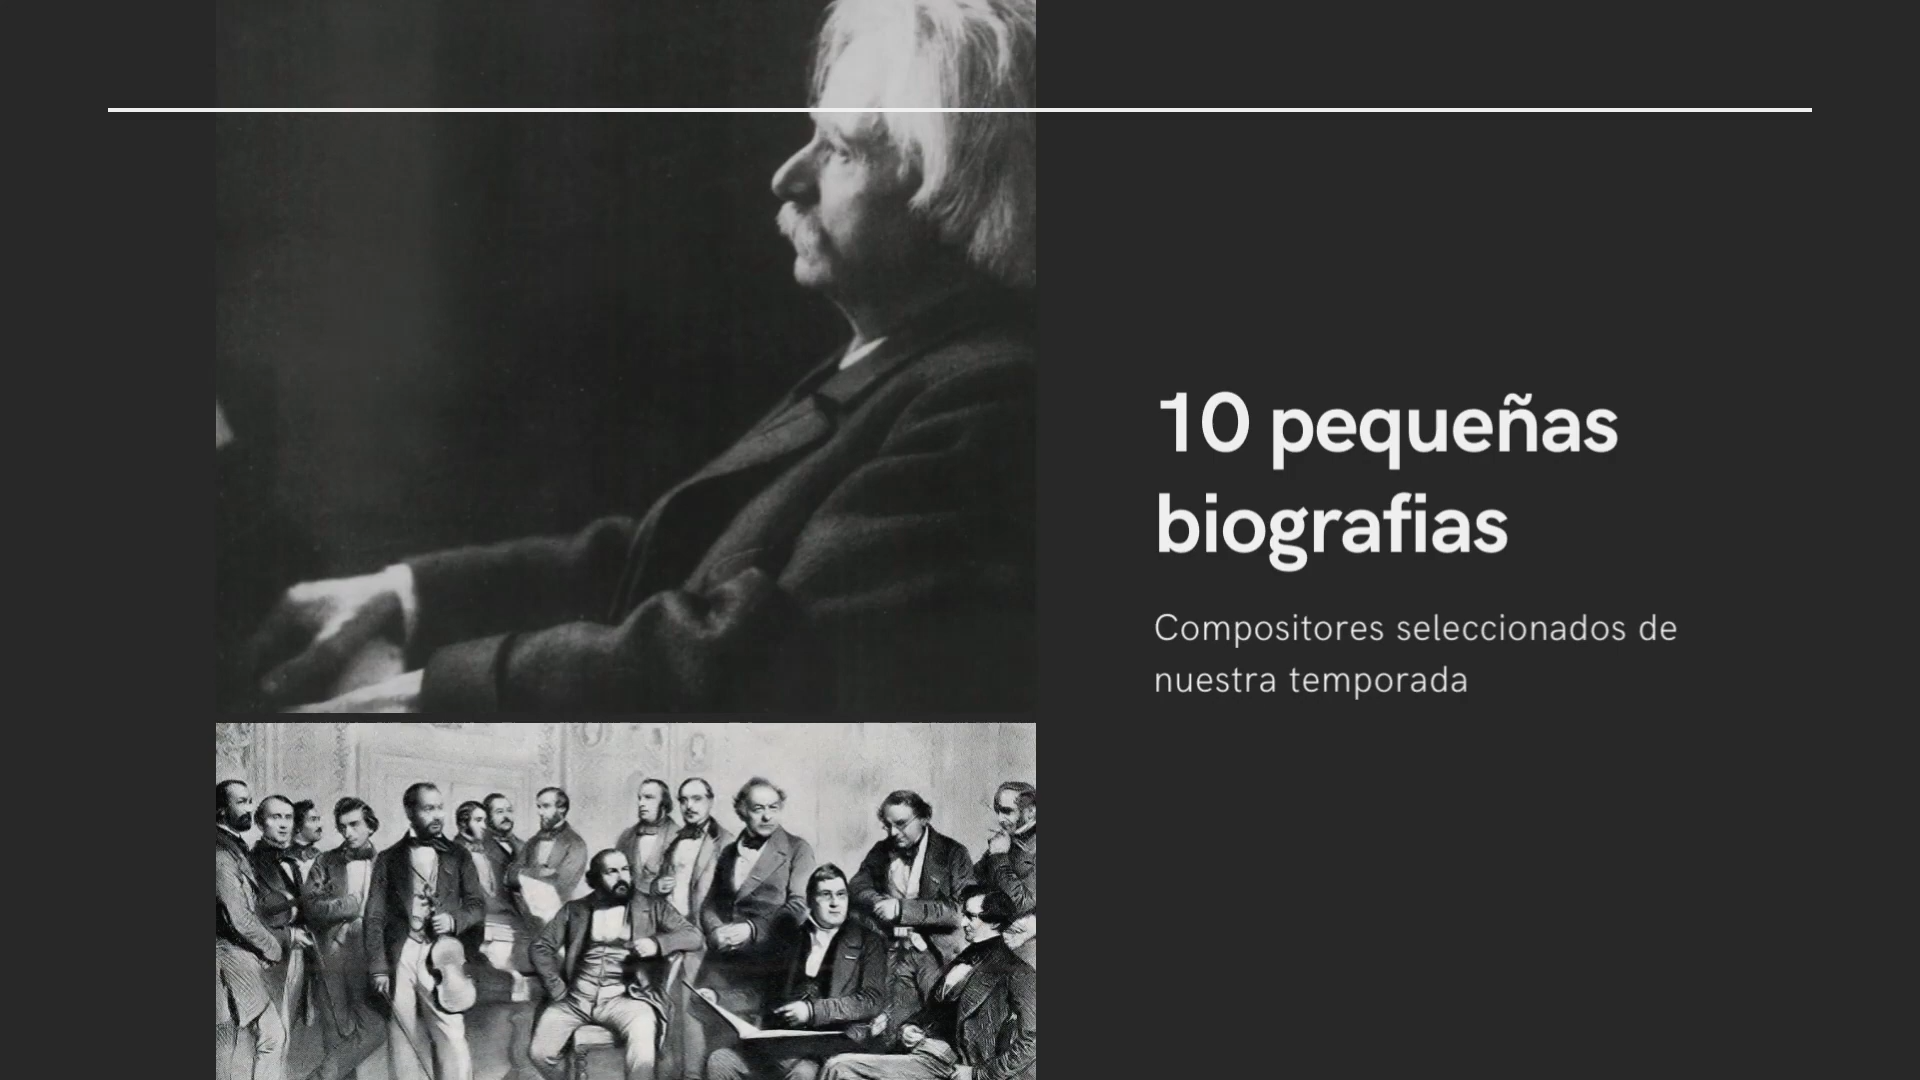 10 pequeñas
biografias
Compositores seleccionados de
nuestra temporada